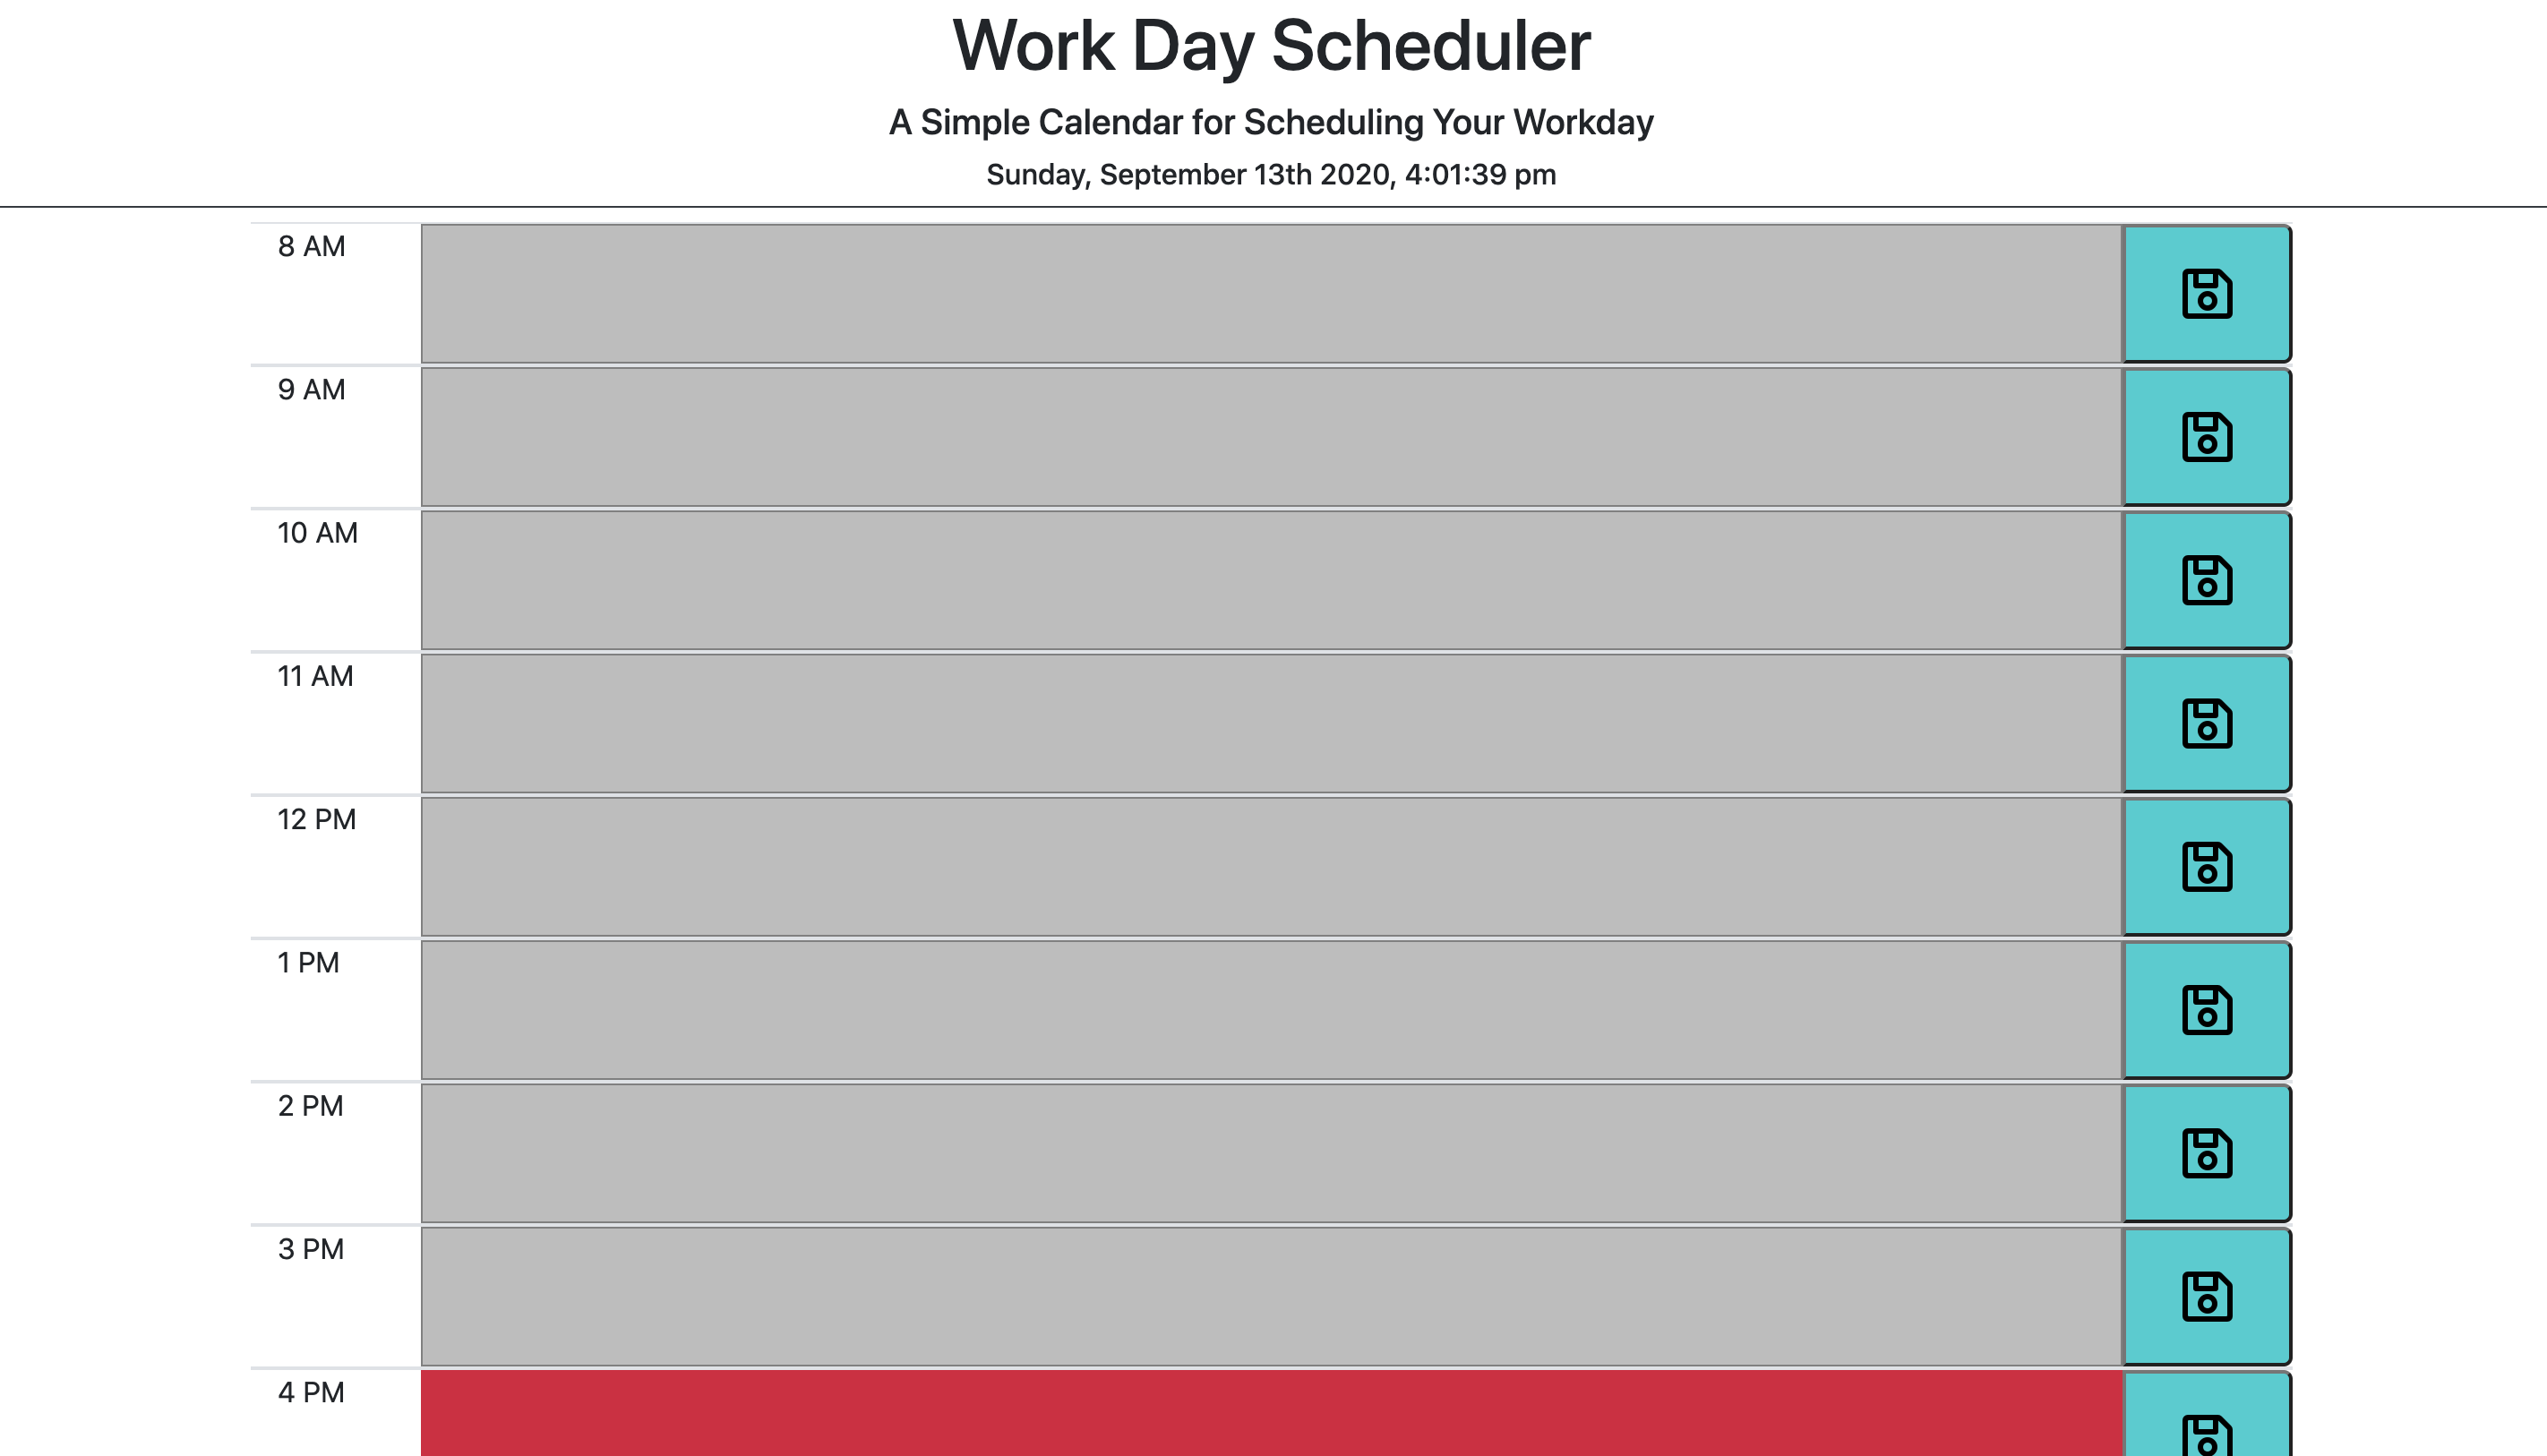 Work Day Scheduler
A Simple Calendar for Scheduling Your Workday
Sunday, September 13th 2020, 4:01:39 pm
8 AM
9 AM
10 AM
11 AM
12 PM
1 PM
2 PM
3 PM
4 PM